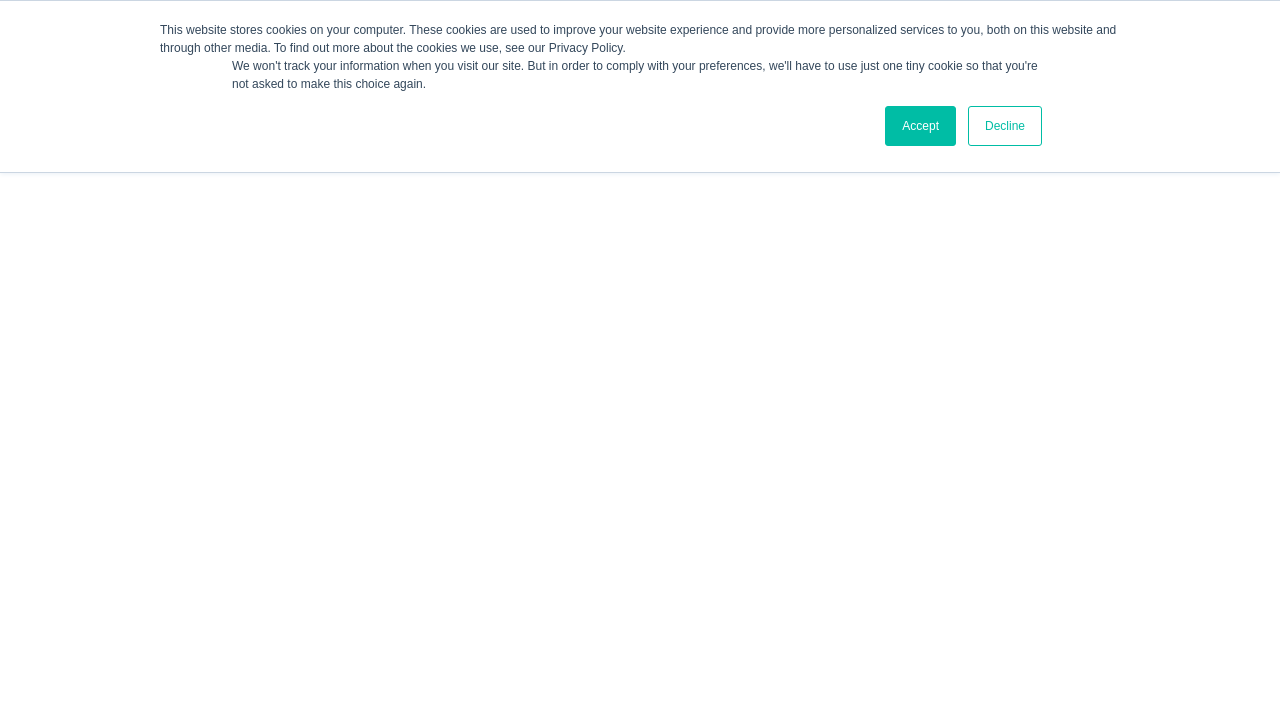 This website stores cookies on your computer. These cookies are used to improve your website experience and provide more personalized services to you, both on this website and
through other media. To find out more about the cookies we use, see our Privacy Policy.
We won't track your information when you visit our site. But in order to comply with your preferences, we'll have to use just one tiny cookie so that you're
not asked to make this choice again.
Accept Decline